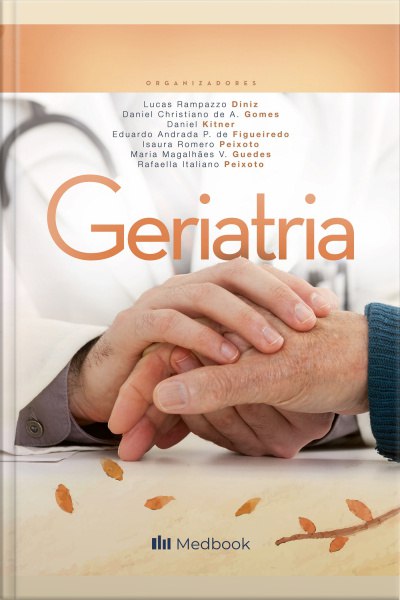 ORGANIZADORES
Lucas Rampazzo Diniz
Daniel Christiano de A. Gomes
Daniel Kitner
Eduardo Andrada P. de Figueiredo
Isaura Romero Peixoto
Maria Magalhães V. Guedes
Rafaella Italiano Peixoto
Geriatria
Medbook